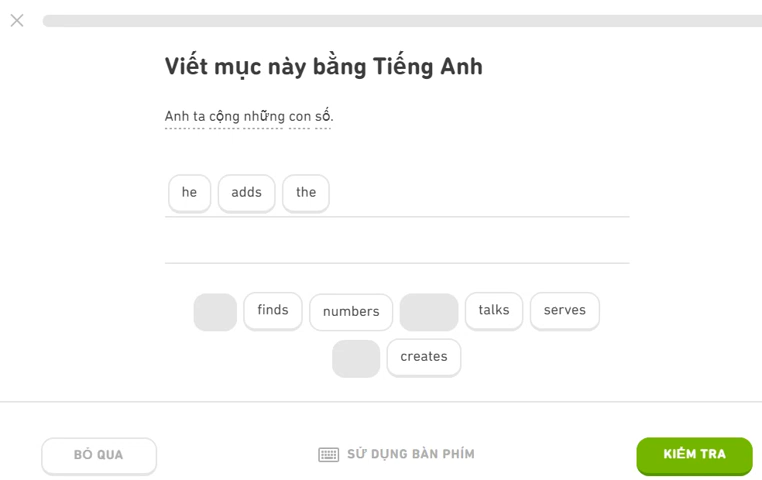 Viết mục này bằng Tiếng Anh
Anh ta cộng những con số.
he adds the
finds numbers talks serves
creates
BỎ QUA SỬ DỤNG BÀN PHÍM KIỂM TRA